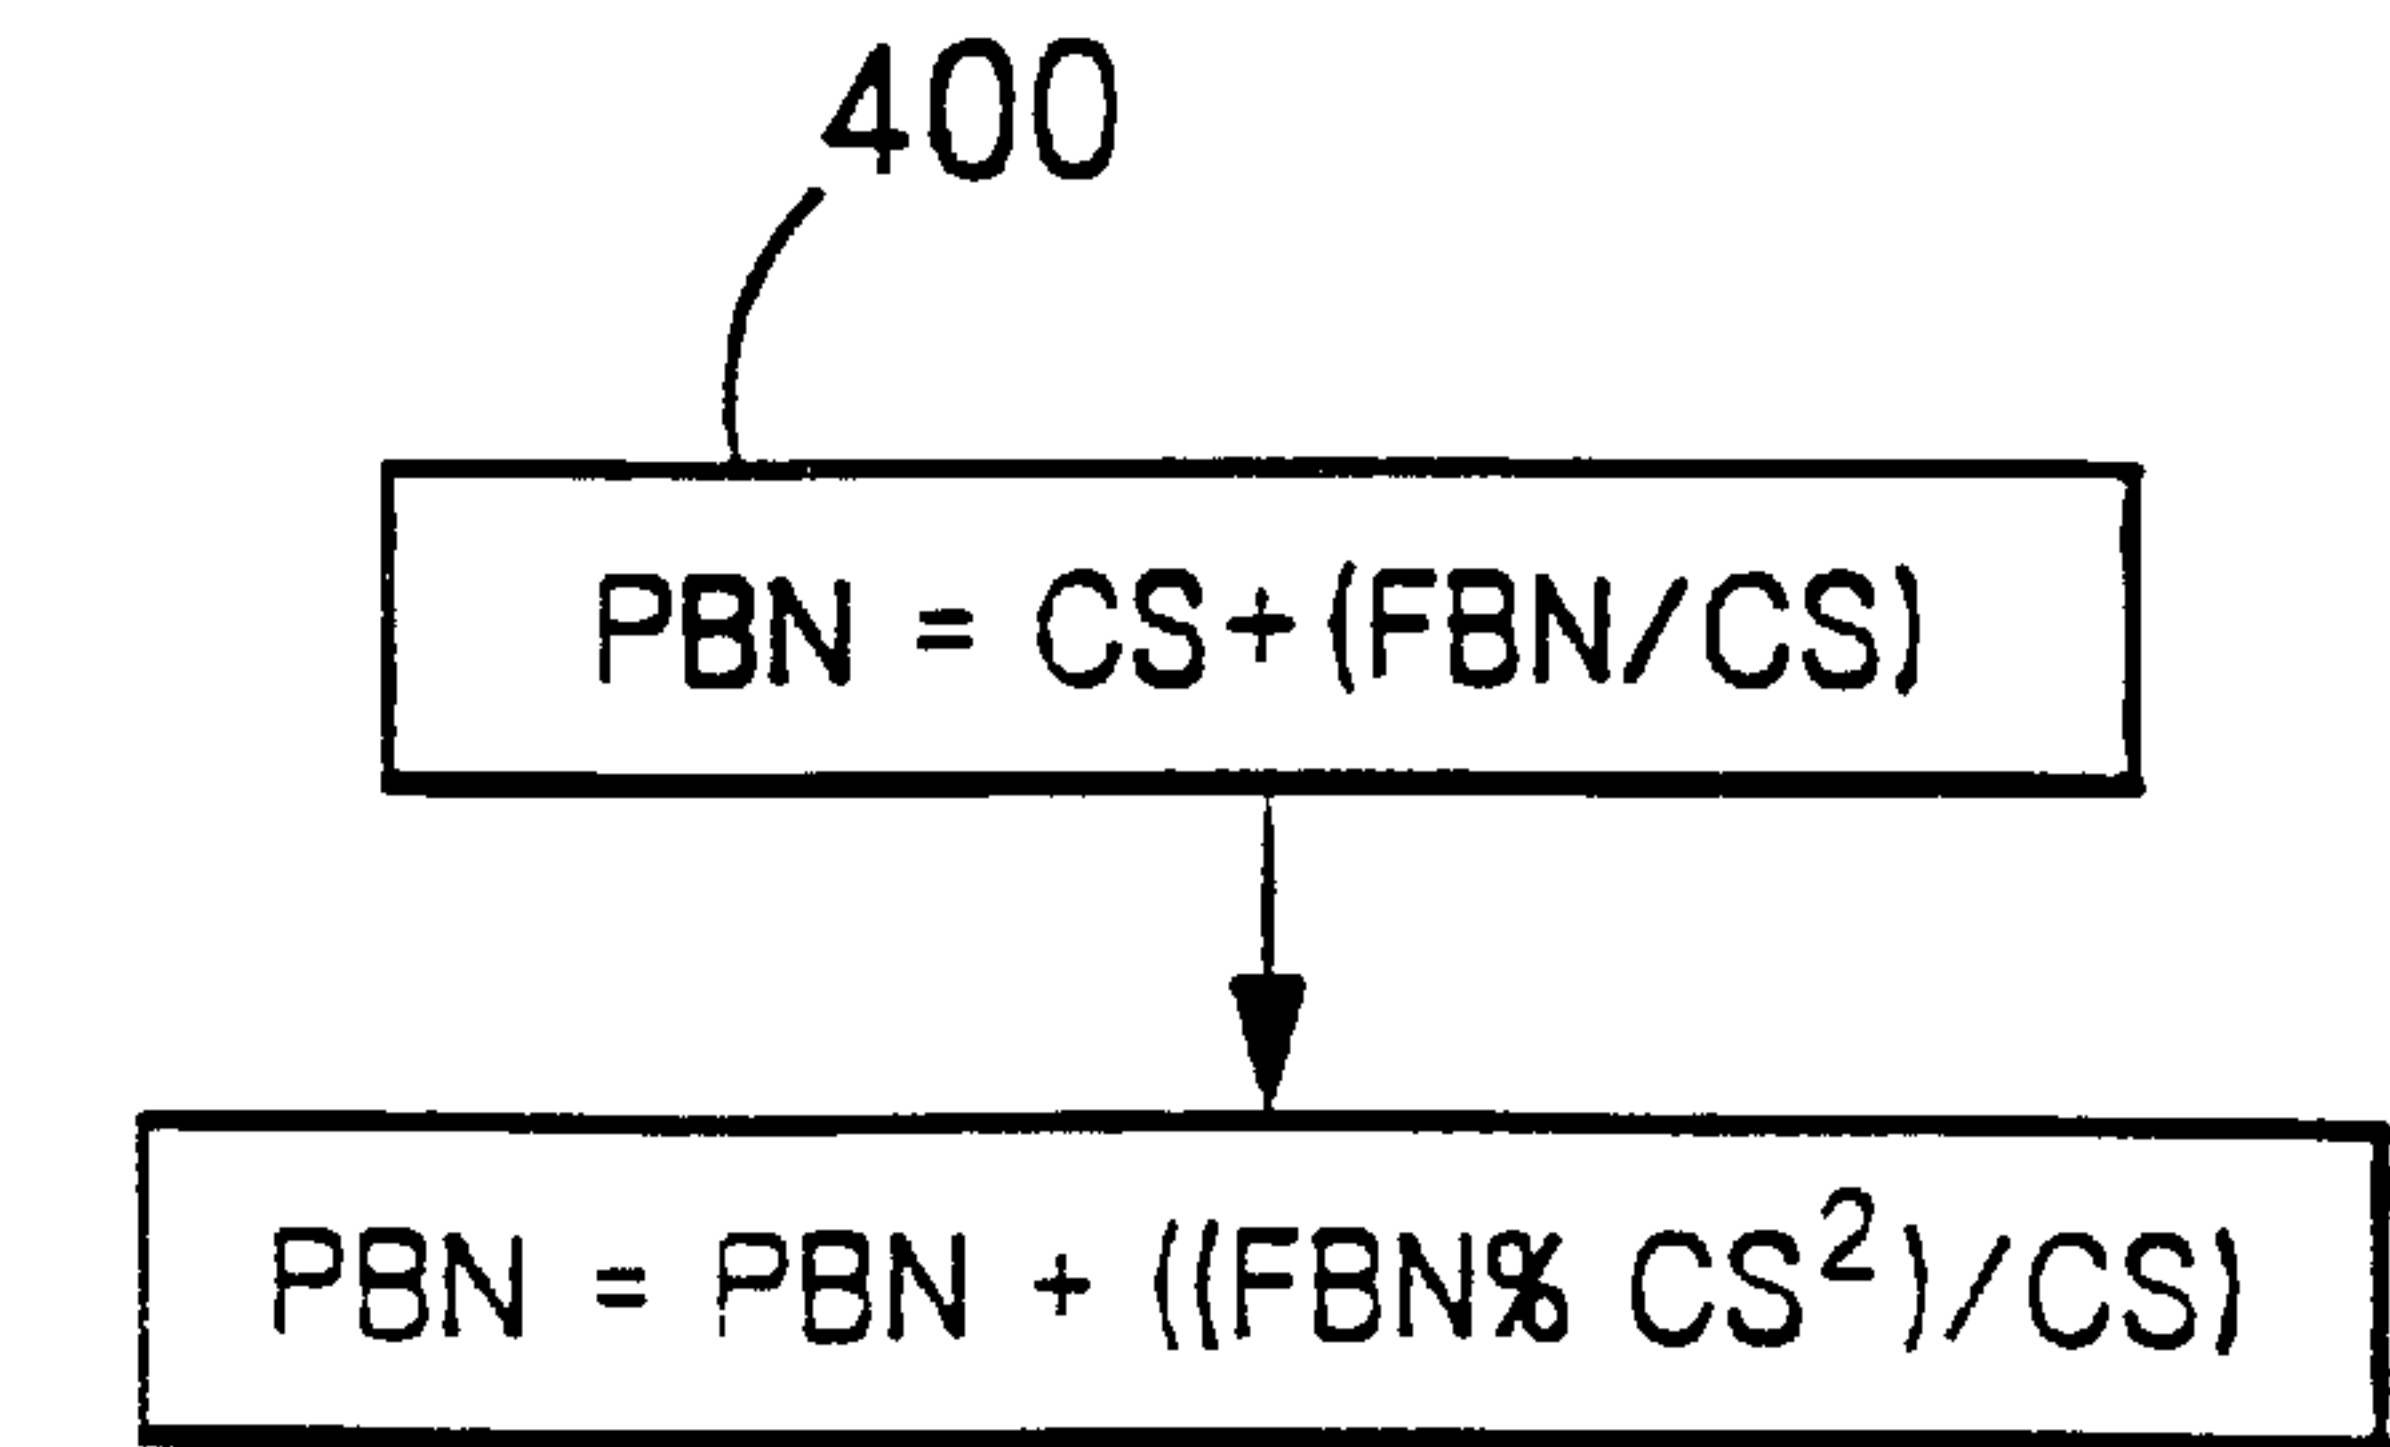 400
PBN = CS+(FBN/CS)
PBN = PBN + ((FBN% CS²)/CS)